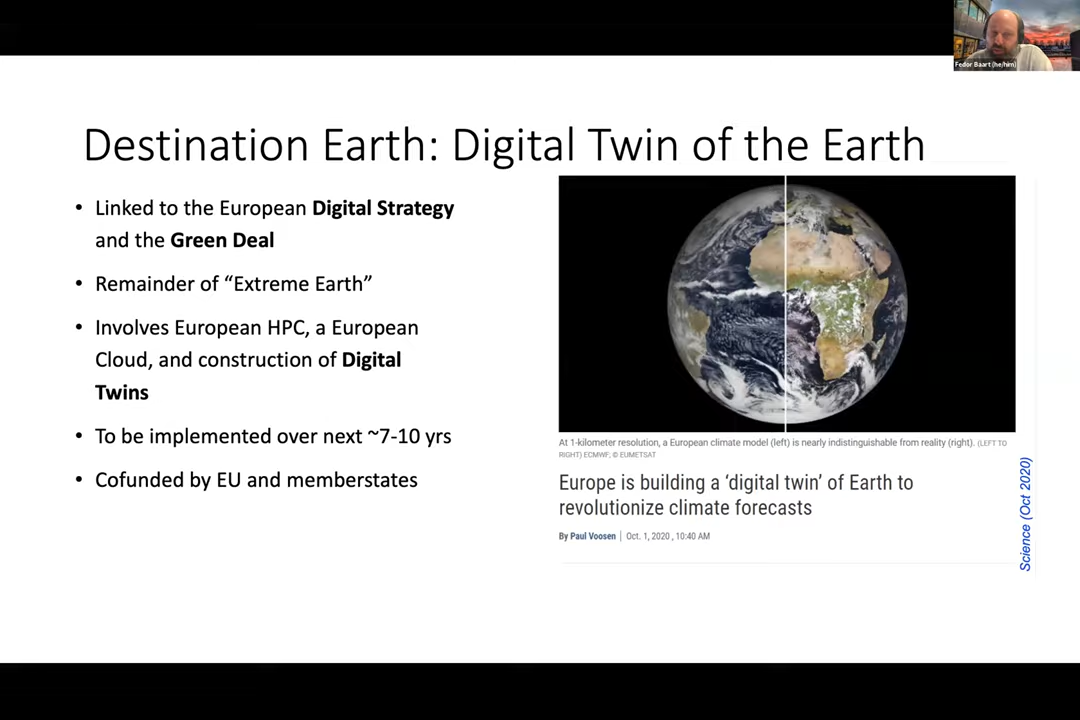 Fedor Baart (he/him)
Destination Earth: Digital Twin of the Earth
• Linked to the European Digital Strategy
and the Green Deal
• Remainder of “Extreme Earth”
• Involves European HPC, a European
Cloud, and construction of Digital
Twins
• To be implemented over next ~7-10 yrs
• Cofunded by EU and memberstates
At 1-kilometer resolution, a European climate model (left) is nearly indistinguishable from reality (right). (LEFT TO
RIGHT) ECMWF; © EUMETSAT
Europe is building a ‘digital twin’ of Earth to
revolutionize climate forecasts
By Paul Voosen | Oct. 1, 2020 , 10:40 AM
Science (Oct 2020)